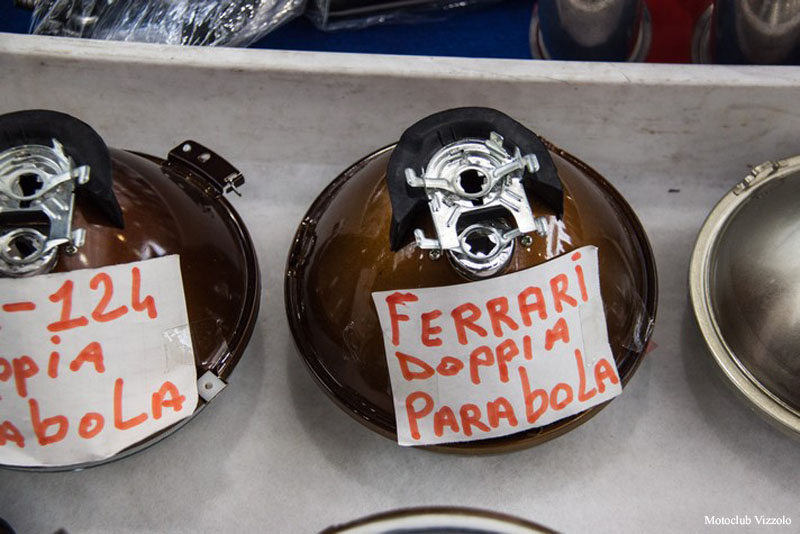 -124
Doppia
Parabola
Ferrari
Doppia
Parabola
Motoclub Vizzolo